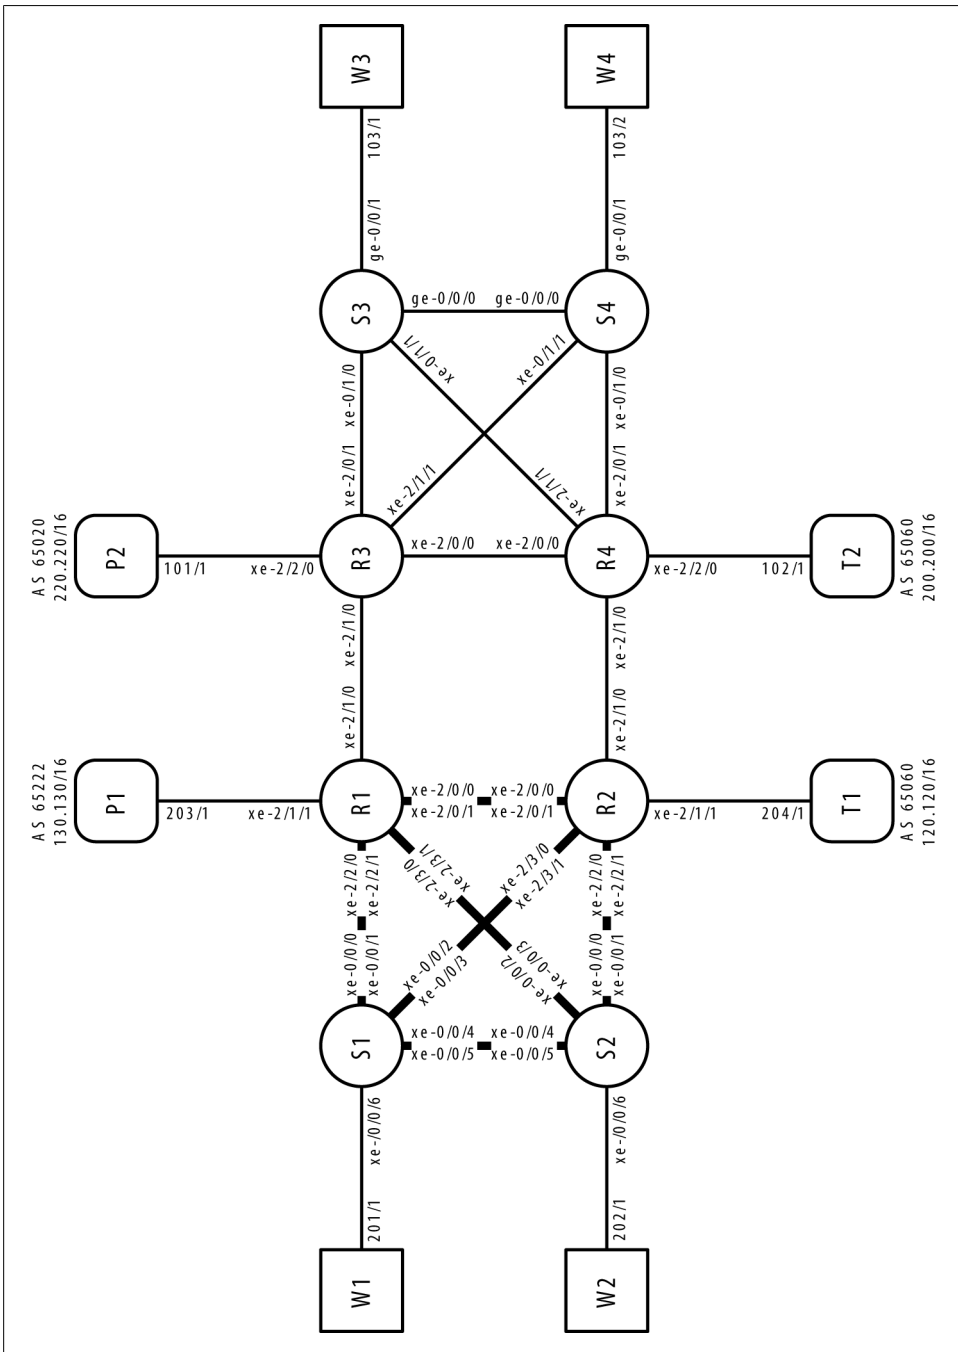 W3
W4
103/1
103/2
ge-0/0/1
ge-0/0/1
S3
S4
ge-0/0/0
ge-0/0/0
xe-0/1/1
xe-0/1/1
xe-0/1/0
xe-0/1/0
xe-2/0/1
xe-2/1/1
xe-2/1/1
xe-2/0/1
AS 65020
220.220/16
P2
101/1
xe-2/2/0
R3
xe-2/0/0
xe-2/0/0
R4
xe-2/2/0
102/1
T2
AS 65060
200.200/16
xe-2/1/0
xe-2/1/0
xe-2/1/0
xe-2/1/0
AS 65222
130.130/16
P1
203/1
xe-2/1/1
R1
xe-2/0/0
xe-2/0/1
xe-2/0/0
xe-2/0/1
R2
xe-2/1/1
204/1
T1
AS 65060
120.120/16
xe-2/2/0
xe-2/2/1
xe-2/3/1
xe-2/3/0
xe-2/3/0
xe-2/3/1
xe-2/2/0
xe-2/2/1
xe-0/0/0
xe-0/0/1
xe-0/0/2
xe-0/0/3
xe-0/0/3
xe-0/0/2
xe-0/0/0
xe-0/0/1
S1
xe-0/0/4
xe-0/0/5
xe-0/0/4
xe-0/0/5
S2
xe-/0/0/6
xe-/0/0/6
201/1
202/1
W1
W2